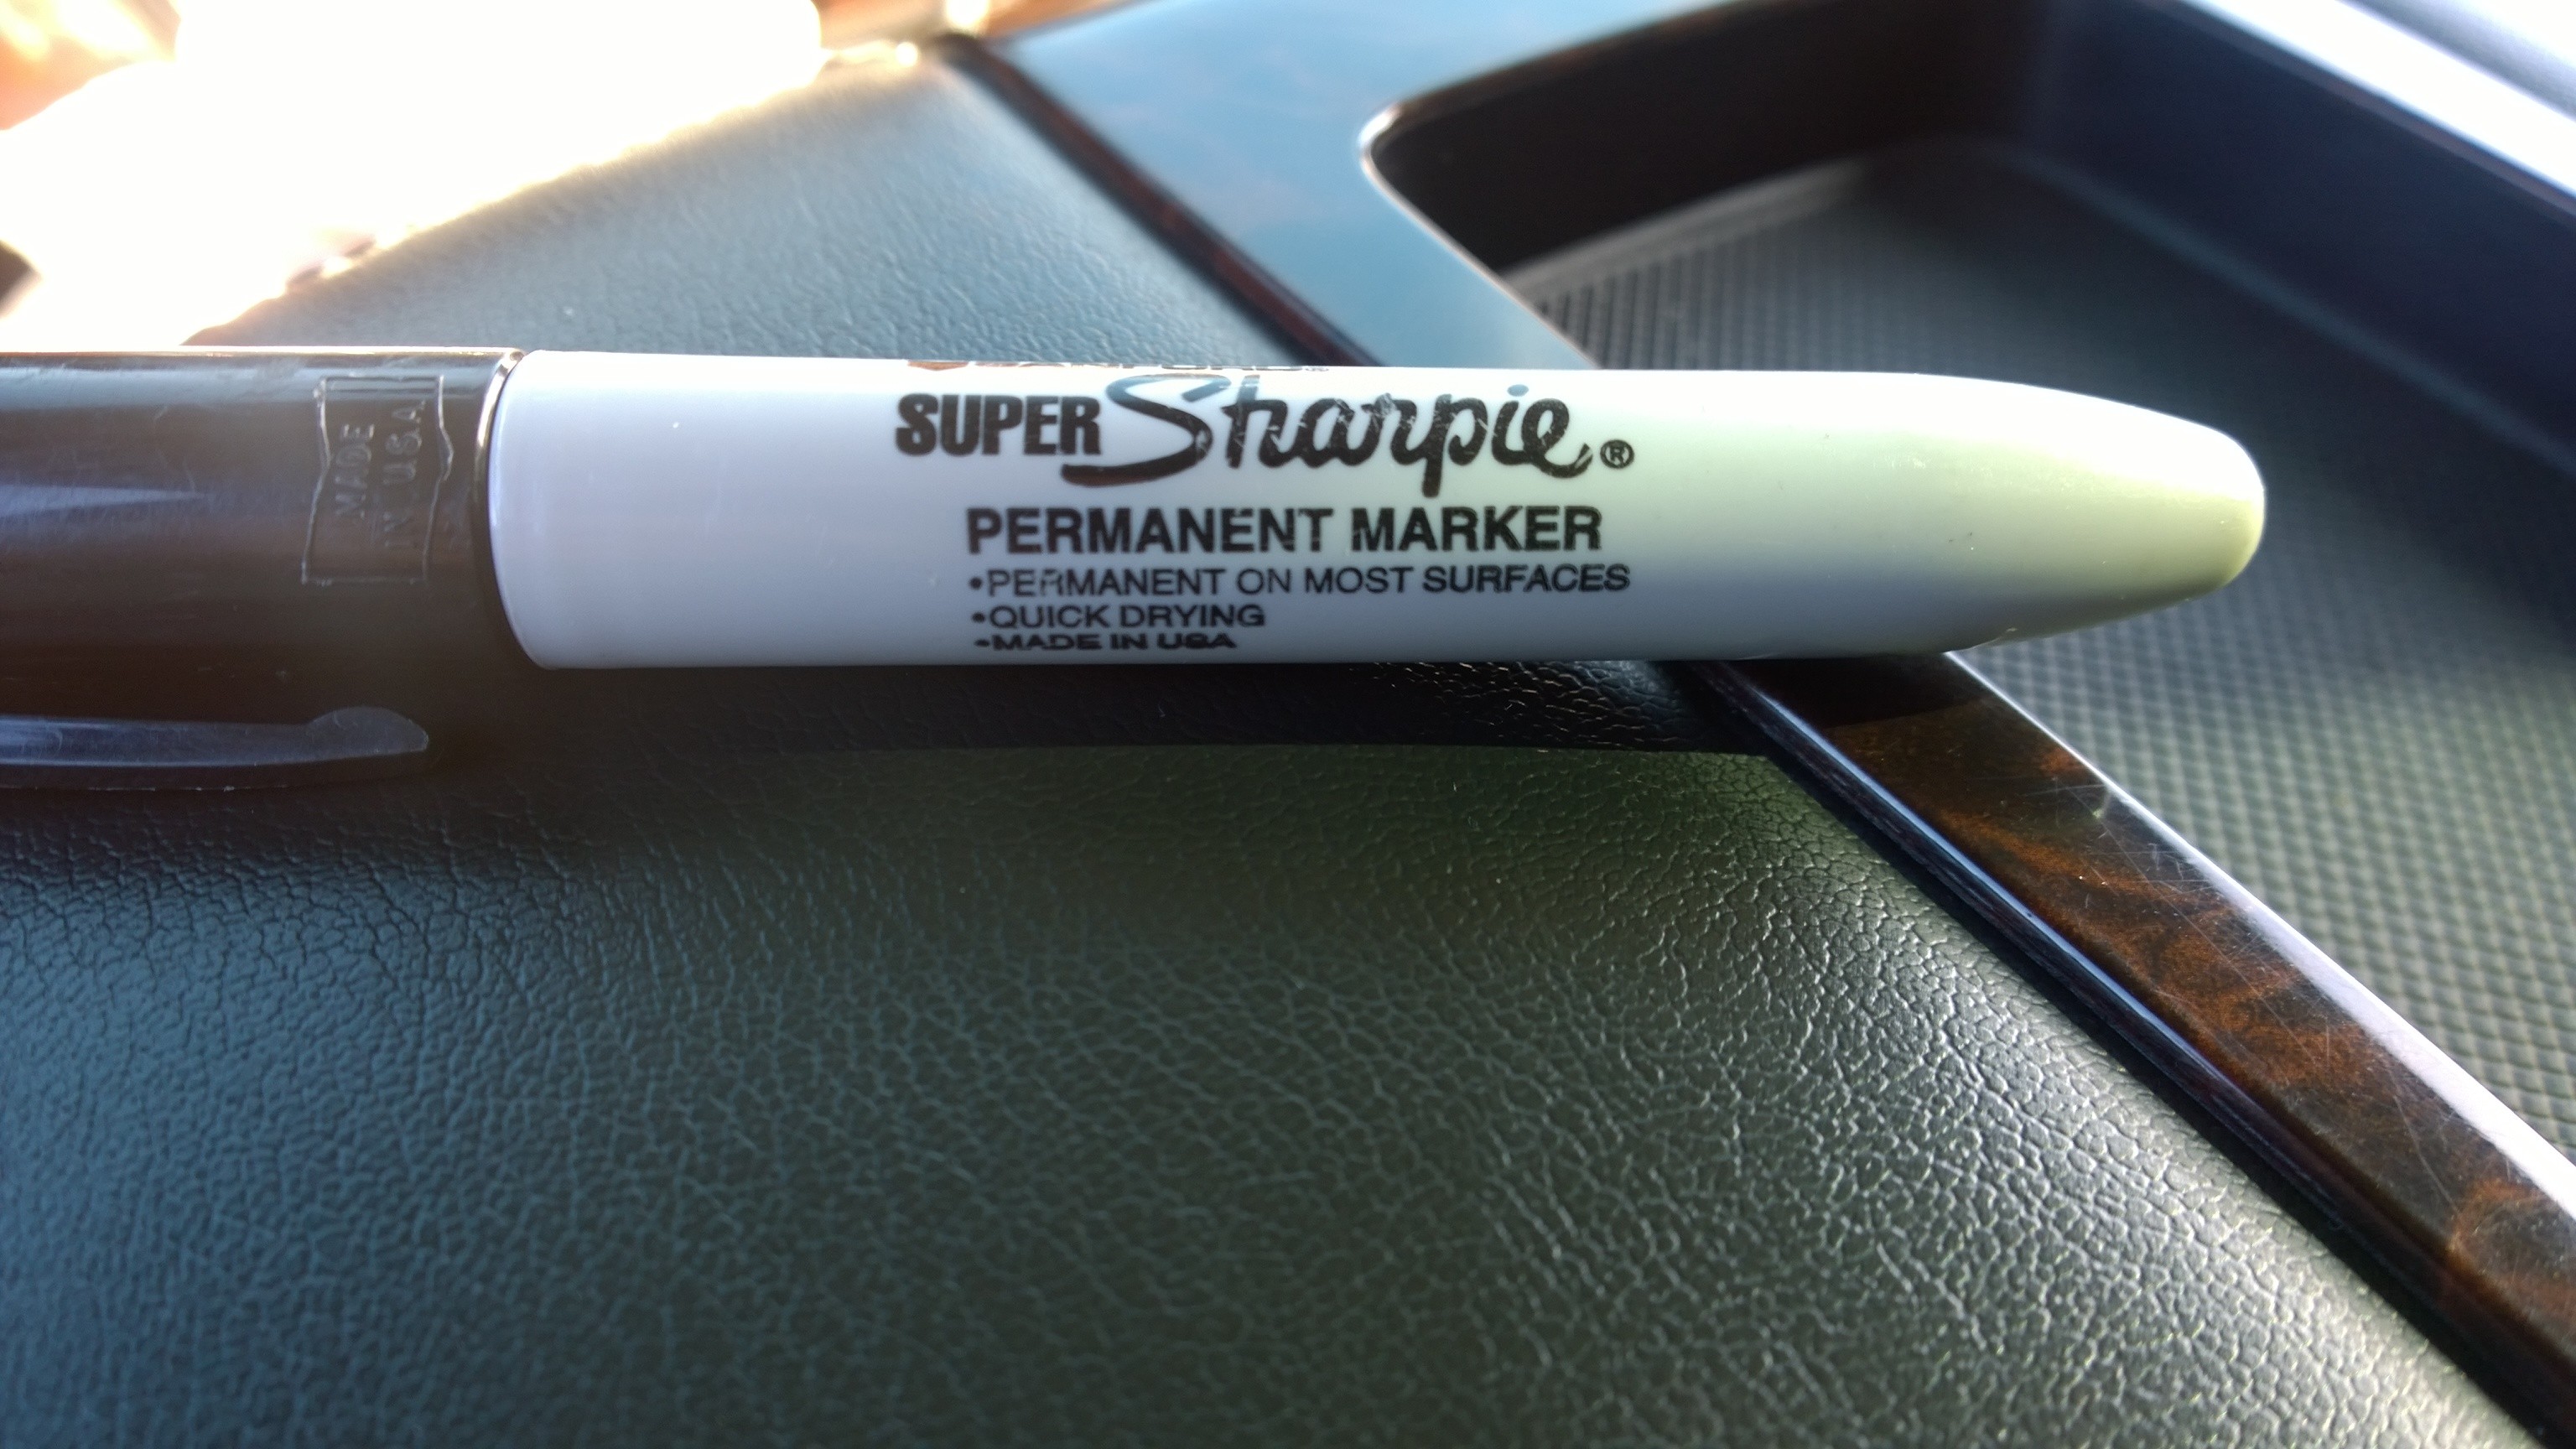 MADE
IN U.S.A.
SUPER Sharpie®
PERMANENT MARKER
•PERMANENT ON MOST SURFACES
•QUICK DRYING
•MADE IN USA